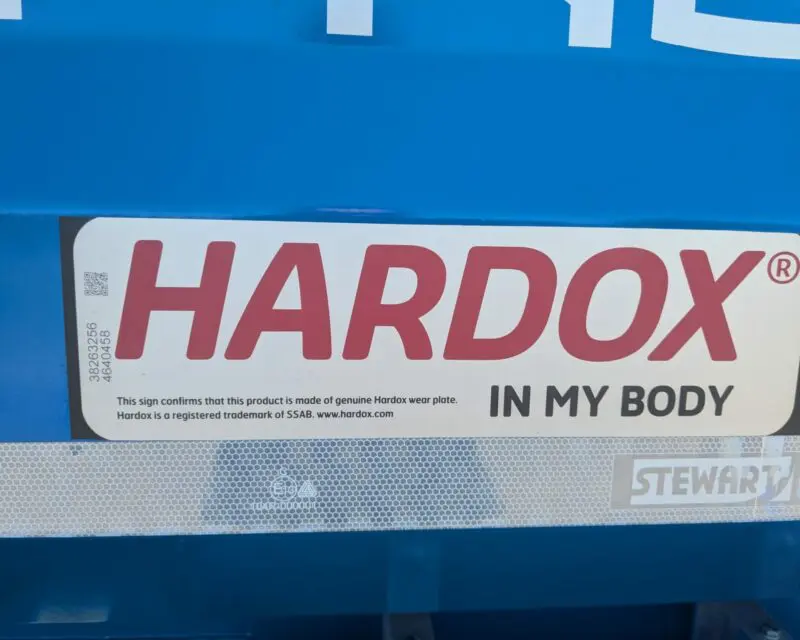 HARDOX®
38263256
4640458
This sign confirms that this product is made of genuine Hardox wear plate.
Hardox is a registered trademark of SSAB. www.hardox.com
IN MY BODY
STEWART